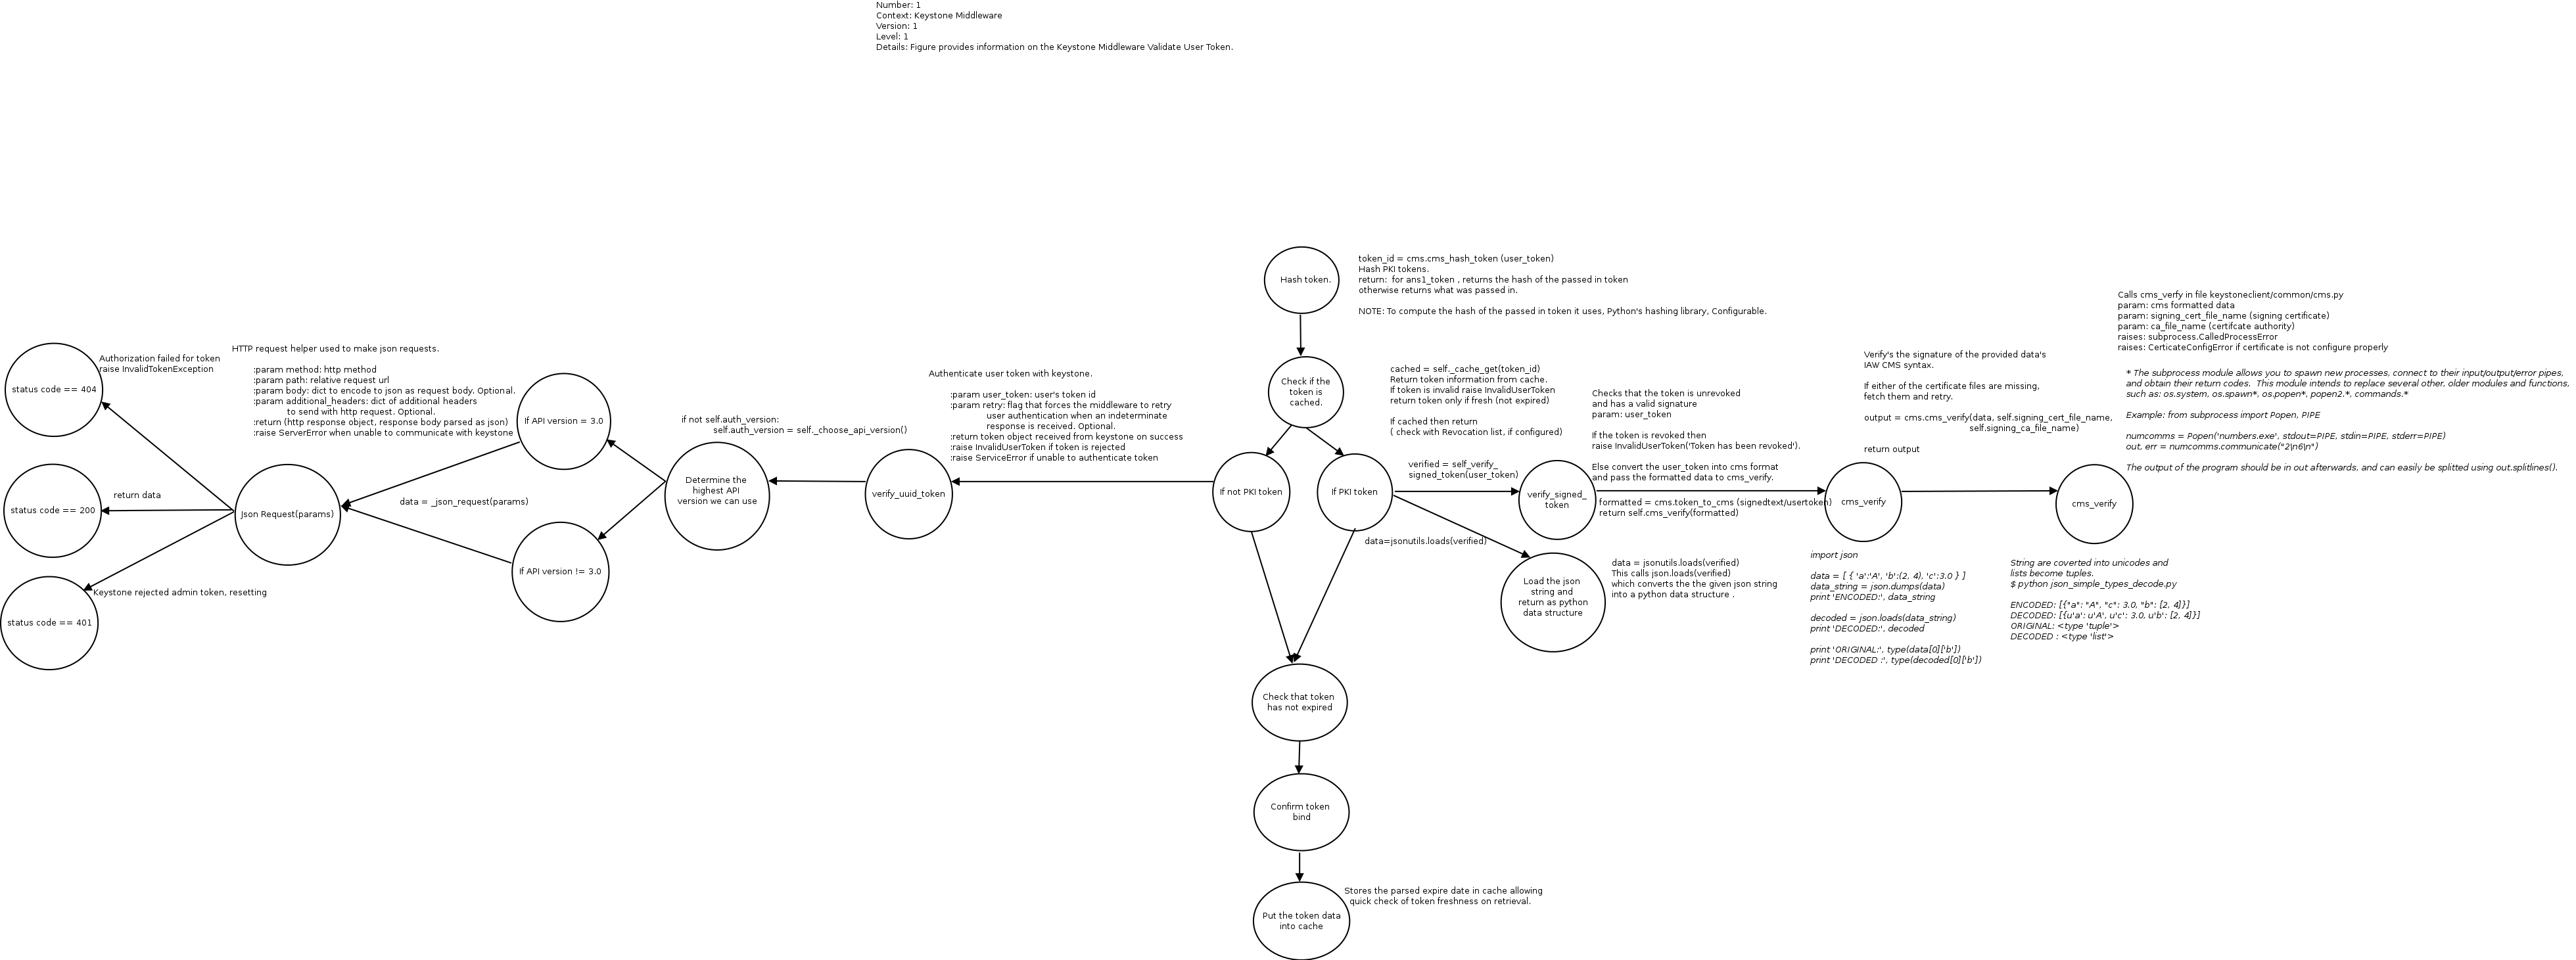 Number: 1
Context: Keystone Middleware
Version: 1
Level: 1
Details: Figure provides information on the Keystone Middleware Validate User Token.
Hash token.
token_id = cms.cms_hash_token (user_token)
Hash PKI tokens.
return:  for ans1_token , returns the hash of the passed in token
otherwise returns what was passed in.
NOTE: To compute the hash of the passed in token it uses, Python's hashing library, Configurable.
Check if the
token is
cached.
cached = self._cache_get(token_id)
Return token information from cache.
If token is invalid raise InvalidUserToken
return token only if fresh (not expired)
If cached then return
( check with Revocation list, if configured)
If not PKI token
If PKI token
Authenticate user token with keystone.
:param user_token: user's token id
:param retry: flag that forces the middleware to retry
user authentication when an indeterminate
response is received. Optional.
:return token object received from keystone on success
:raise InvalidUserToken if token is rejected
:raise ServiceError if unable to authenticate token
verify_uuid_token
if not self.auth_version:
self.auth_version = self._choose_api_version()
Determine the
highest API
version we can use
If API version = 3.0
If API version != 3.0
data = _json_request(params)
HTTP request helper used to make json requests.
:param method: http method
:param path: relative request url
:param body: dict to encode to json as request body. Optional.
:param additional_headers: dict of additional headers
to send with http request. Optional.
:return (http response object, response body parsed as json)
:raise ServerError when unable to communicate with keystone
Json Request(params)
status code == 404
Authorization failed for token
raise InvalidTokenException
status code == 200
return data
status code == 401
Keystone rejected admin token, resetting
verified = self_verify_
signed_token(user_token)
verify_signed_
token
Checks that the token is unrevoked
and has a valid signature
param: user_token
If the token is revoked then
raise InvalidUserToken('Token has been revoked').
Else convert the user_token into cms format
and pass the formatted data to cms_verify.
formatted = cms.token_to_cms (signedtext/usertoken)
return self.cms_verify(formatted)
cms_verify
Verify's the signature of the provided data's
IAW CMS syntax.
If either of the certificate files are missing,
fetch them and retry.
output = cms.cms_verify(data, self.signing_cert_file_name,
self.signing_ca_file_name)
return output
cms_verify
Calls cms_verfy in file keystoneclient/common/cms.py
param: cms formatted data
param: signing_cert_file_name (signing certificate)
param: ca_file_name (certifcate authority)
raises: subprocess.CalledProcessError
raises: CerticateConfigError if certificate is not configure properly
* The subprocess module allows you to spawn new processes, connect to their input/output/error pipes,
and obtain their return codes.  This module intends to replace several other, older modules and functions,
such as: os.system, os.spawn*, os.popen*, popen2.*, commands.*
Example: from subprocess import Popen, PIPE
numcomms = Popen('numbers.exe', stdout=PIPE, stdin=PIPE, stderr=PIPE)
out, err = numcomms.communicate("2\n6\n")
The output of the program should be in out afterwards, and can easily be splitted using out.splitlines().
data=jsonutils.loads(verified)
Load the json
string and
return as python
data structure
data = jsonutils.loads(verified)
This calls json.loads(verified)
which converts the the given json string
into a python data structure .
import json
data = [ { 'a':'A', 'b':(2, 4), 'c':3.0 } ]
data_string = json.dumps(data)
print 'ENCODED:', data_string
decoded = json.loads(data_string)
print 'DECODED:', decoded
print 'ORIGINAL:', type(data[0]['b'])
print 'DECODED :', type(decoded[0]['b'])
String are coverted into unicodes and
lists become tuples.
$ python json_simple_types_decode.py
ENCODED: [{"a": "A", "c": 3.0, "b": [2, 4]}]
DECODED: [{u'a': u'A', u'c': 3.0, u'b': [2, 4]}]
ORIGINAL: <type 'tuple'>
DECODED : <type 'list'>
Check that token
has not expired
Confirm token
bind
Put the token data
into cache
Stores the parsed expire date in cache allowing
quick check of token freshness on retrieval.